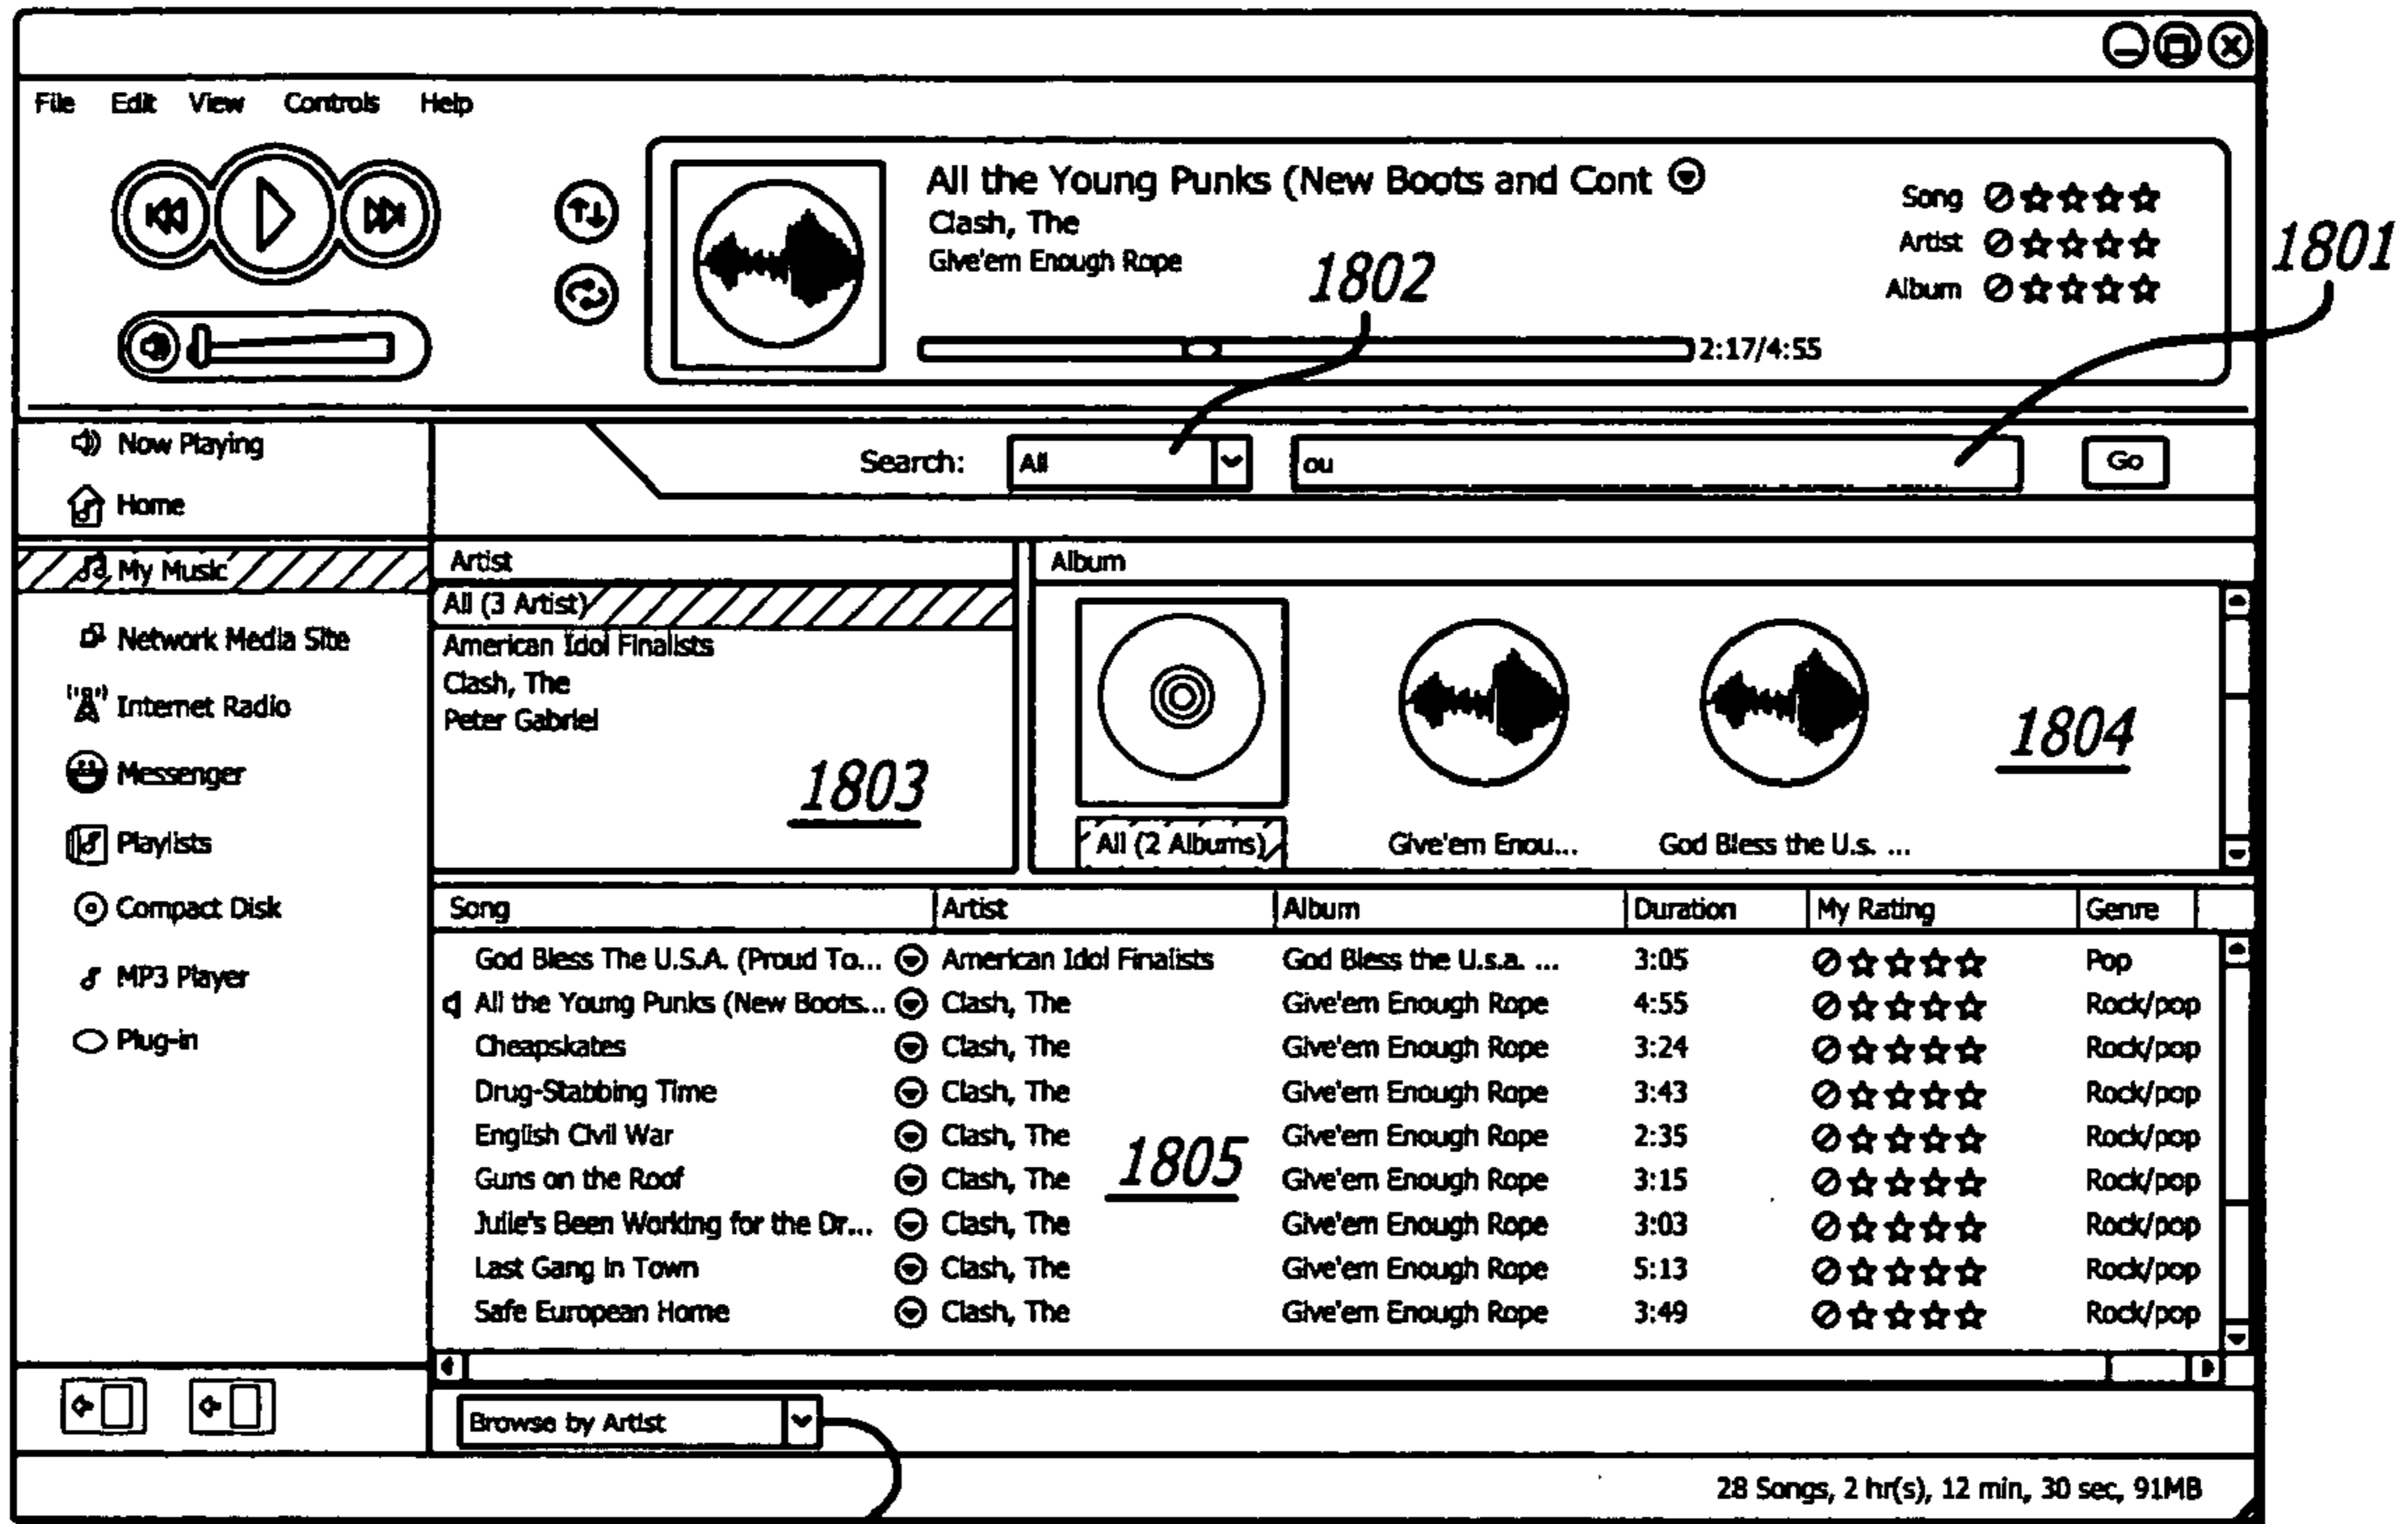 File Edit View Controls Help
All the Young Punks (New Boots and Cont
Clash, The
Give'em Enough Rope
Song
Artist
Album
1802
1801
2:17/4:55
Now Playing
Home
Search: All ou Go
My Music
Network Media Site
Internet Radio
Messenger
Playlists
Compact Disk
MP3 Player
Plug-in
Artist
All (3 Artist)
American Idol Finalists
Clash, The
Peter Gabriel
1803
Album
1804
All (2 Albums) Give'em Enou... God Bless the U.s. ...
Song Artist Album Duration My Rating Genre
God Bless The U.S.A. (Proud To... American Idol Finalists God Bless the U.s.a. ... 3:05 Pop
All the Young Punks (New Boots... Clash, The Give'em Enough Rope 4:55 Rock/pop
Cheapskates Clash, The Give'em Enough Rope 3:24 Rock/pop
Drug-Stabbing Time Clash, The Give'em Enough Rope 3:43 Rock/pop
English Civil War Clash, The Give'em Enough Rope 2:35 Rock/pop
Guns on the Roof Clash, The Give'em Enough Rope 3:15 Rock/pop
1805
Julie's Been Working for the Dr... Clash, The Give'em Enough Rope 3:03 Rock/pop
Last Gang in Town Clash, The Give'em Enough Rope 5:13 Rock/pop
Safe European Home Clash, The Give'em Enough Rope 3:49 Rock/pop
Browse by Artist
28 Songs, 2 hr(s), 12 min, 30 sec, 91MB